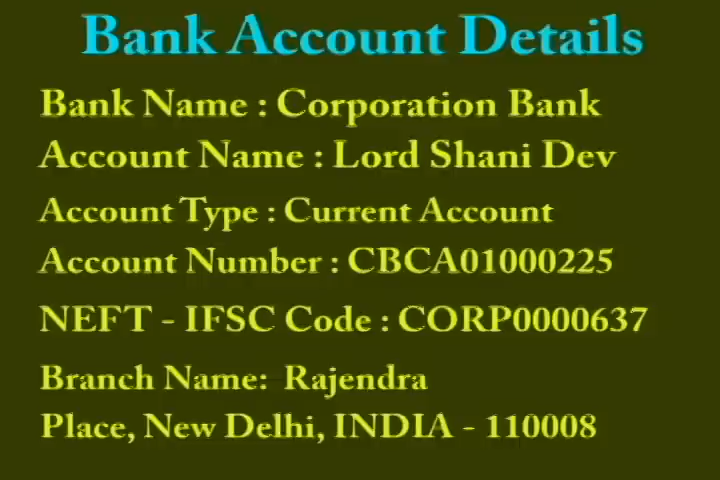 Bank Account Details
Bank Name : Corporation Bank
Account Name : Lord Shani Dev
Account Type : Current Account
Account Number : CBCA01000225
NEFT - IFSC Code : CORP0000637
Branch Name: Rajendra
Place, New Delhi, INDIA - 110008